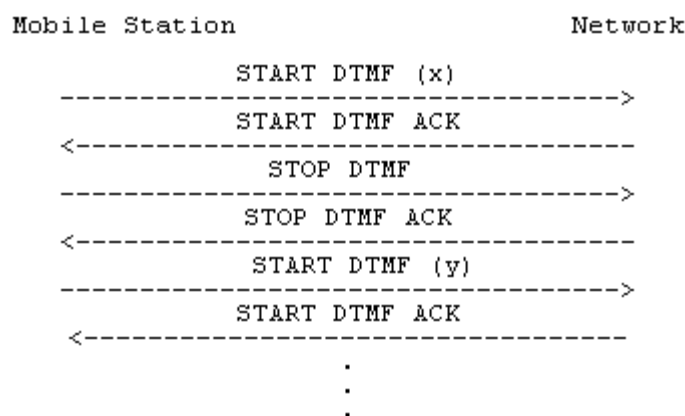 Mobile Station Network
START DTMF (x)
------------------------------------>
START DTMF ACK
<------------------------------------
STOP DTMF
------------------------------------>
STOP DTMF ACK
<------------------------------------
START DTMF (y)
------------------------------------>
START DTMF ACK
<-----------------------------------
.
.
.